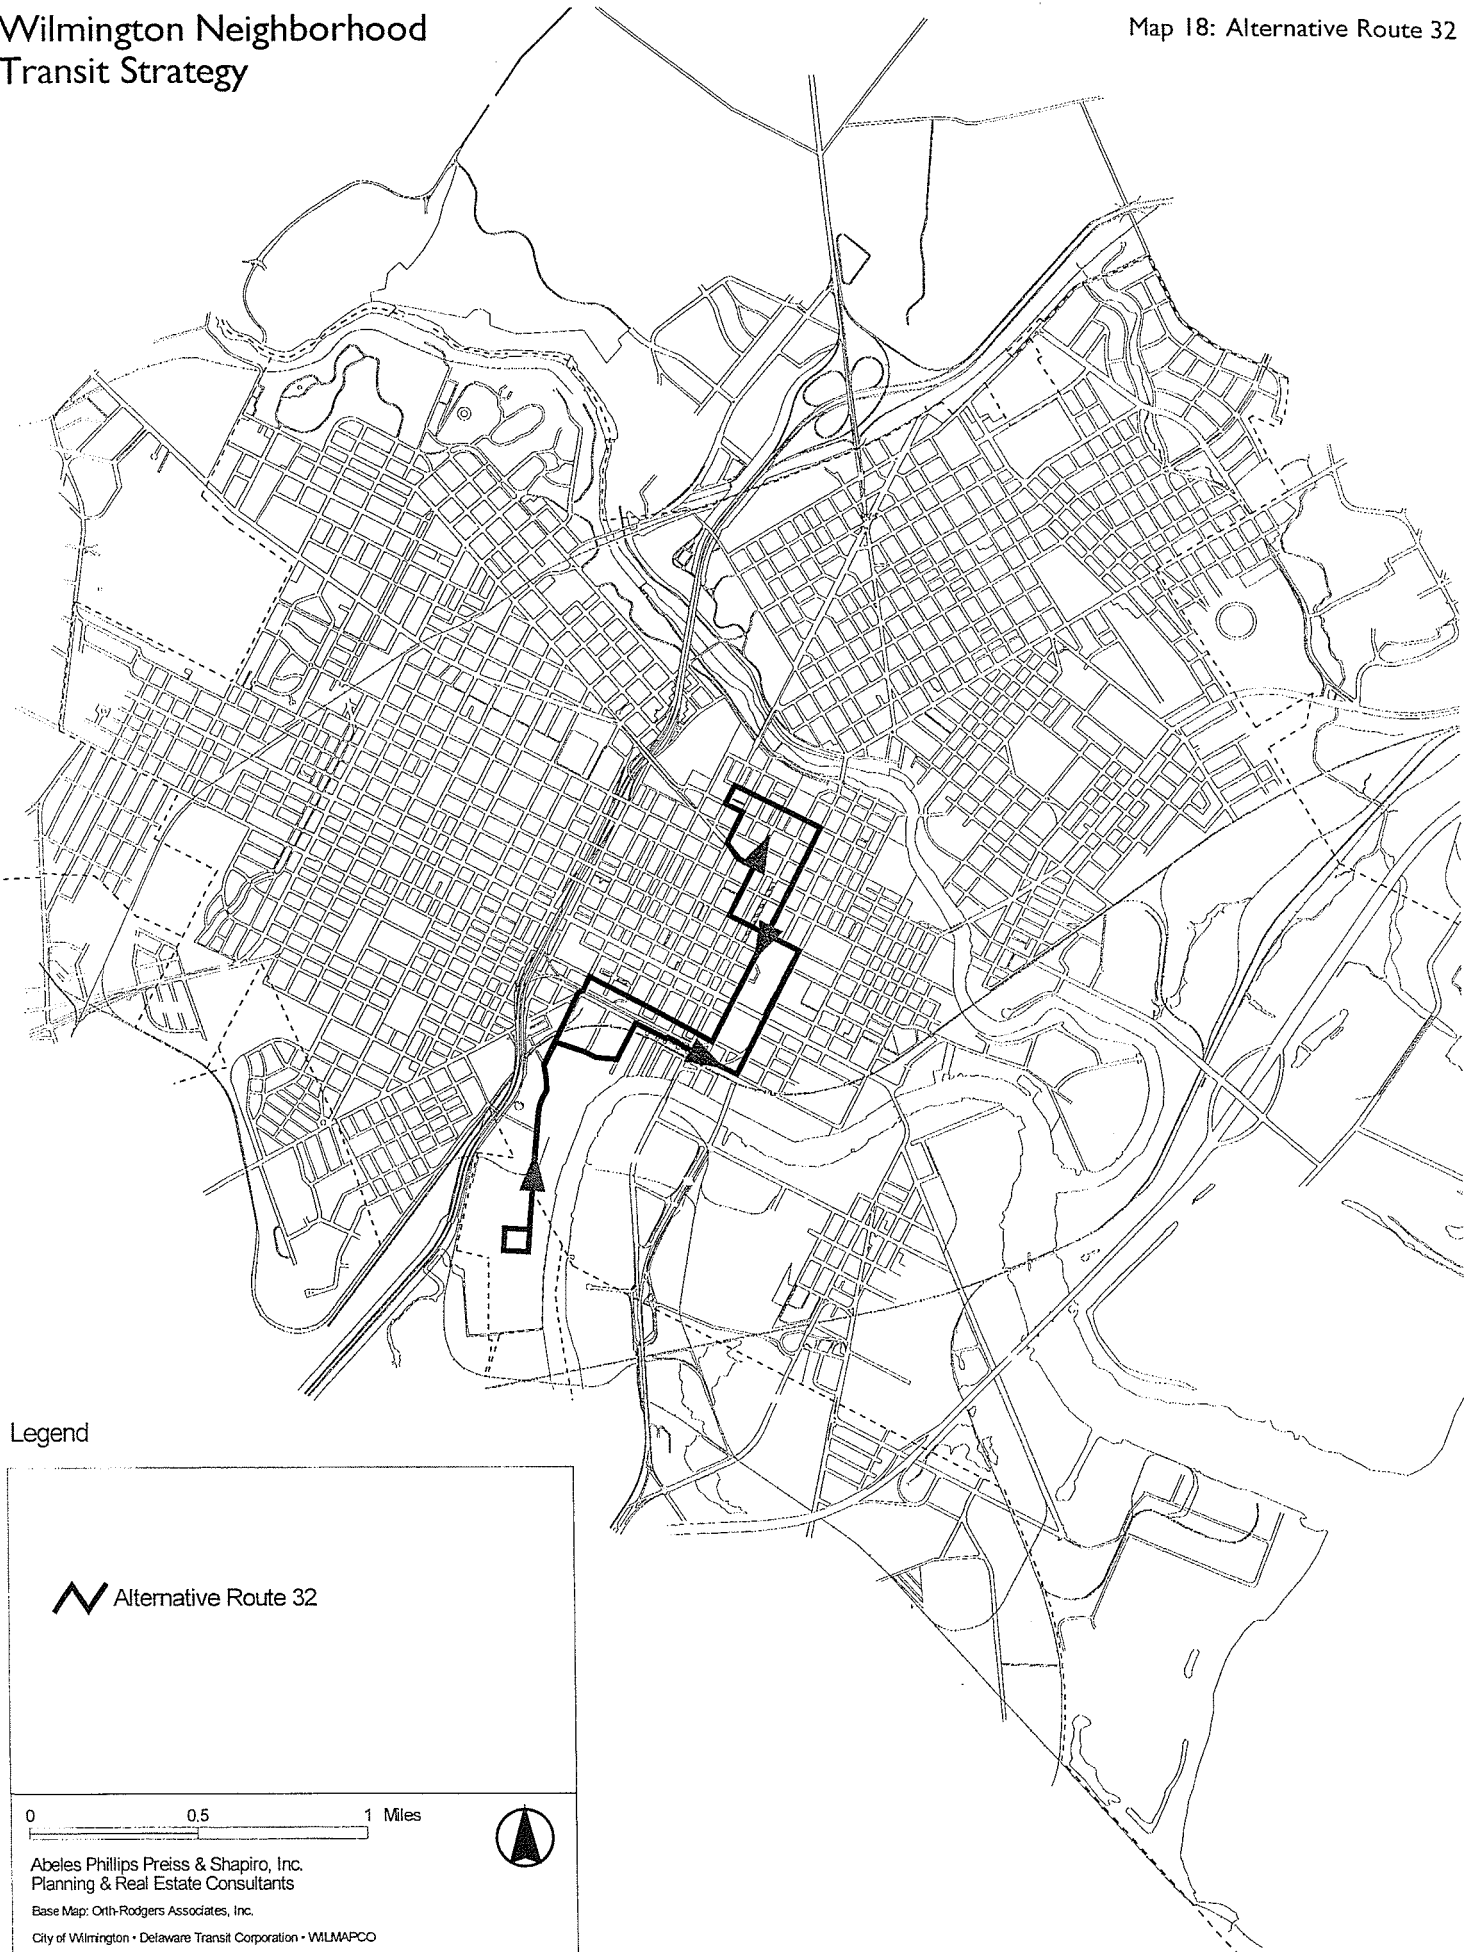 Wilmington Neighborhood
Transit Strategy
Map 18: Alternative Route 32
Legend
Alternative Route 32
0 0.5 1 Miles
Abeles Phillips Preiss & Shapiro, Inc.
Planning & Real Estate Consultants
Base Map: Orth-Rodgers Associates, Inc.
City of Wilmington • Delaware Transit Corporation • WILMAPCO